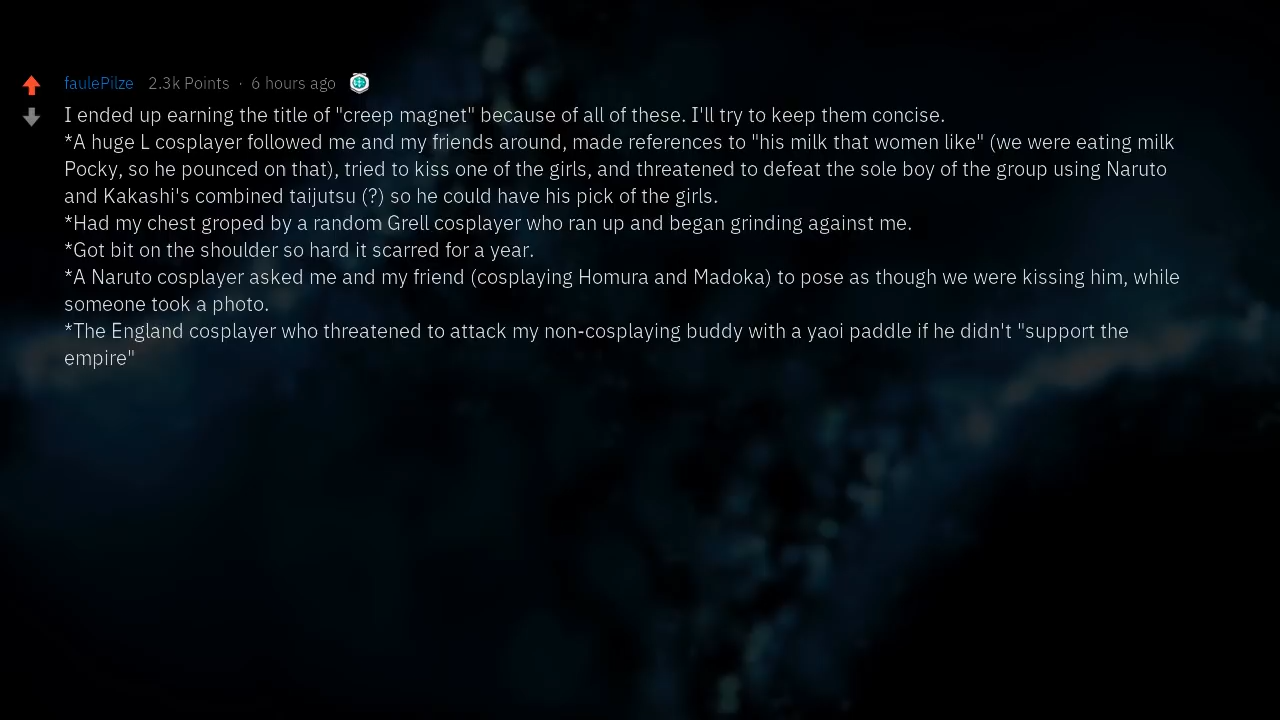 faulePilze 2.3k Points · 6 hours ago
I ended up earning the title of "creep magnet" because of all of these. I'll try to keep them concise.
*A huge L cosplayer followed me and my friends around, made references to "his milk that women like" (we were eating milk
Pocky, so he pounced on that), tried to kiss one of the girls, and threatened to defeat the sole boy of the group using Naruto
and Kakashi's combined taijutsu (?) so he could have his pick of the girls.
*Had my chest groped by a random Grell cosplayer who ran up and began grinding against me.
*Got bit on the shoulder so hard it scarred for a year.
*A Naruto cosplayer asked me and my friend (cosplaying Homura and Madoka) to pose as though we were kissing him, while
someone took a photo.
*The England cosplayer who threatened to attack my non-cosplaying buddy with a yaoi paddle if he didn't "support the
empire"